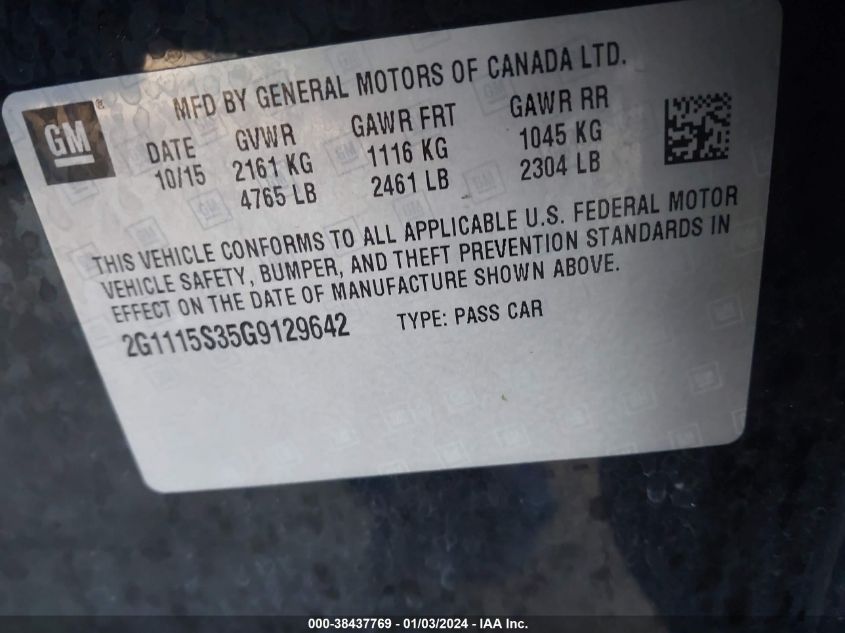 MFD BY GENERAL MOTORS OF CANADA LTD.
GM ®
DATE GVWR GAWR FRT GAWR RR
10/15 2161 KG 1116 KG 1045 KG
4765 LB 2461 LB 2304 LB
THIS VEHICLE CONFORMS TO ALL APPLICABLE U.S. FEDERAL MOTOR
VEHICLE SAFETY, BUMPER, AND THEFT PREVENTION STANDARDS IN
EFFECT ON THE DATE OF MANUFACTURE SHOWN ABOVE.
2G1115S35G9129642 TYPE: PASS CAR
000-38437769 - 01/03/2024 - IAA Inc.